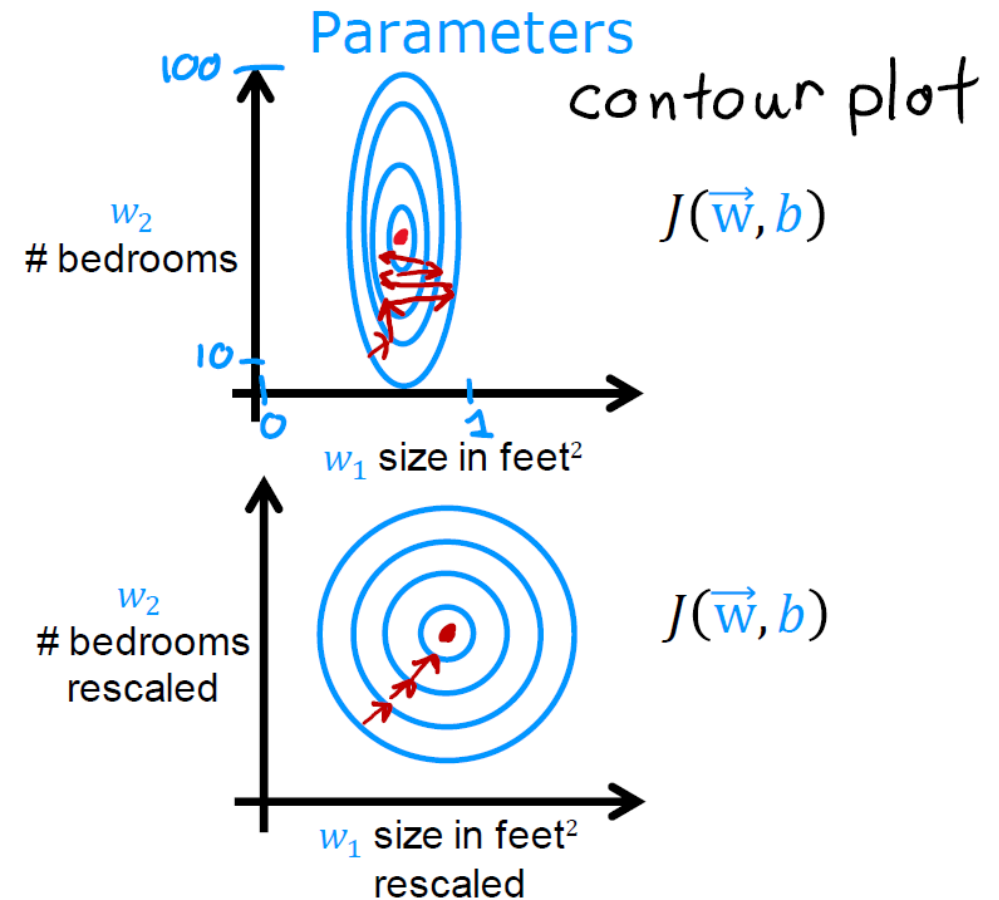 Parameters
100
contour plot
w₂
# bedrooms
J(w⃗, b)
10
0
1
w₁ size in feet²
w₂
# bedrooms
rescaled
J(w⃗, b)
w₁ size in feet²
rescaled